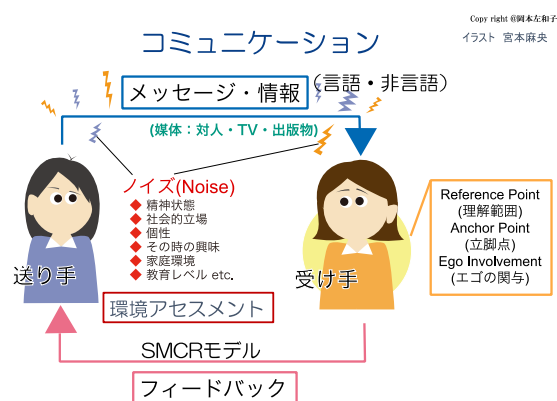 Copy right @岡本左和子
コミュニケーション
イラスト 宮本麻央
メッセージ・情報
(言語・非言語)
(媒体：対人・TV・出版物)
ノイズ(Noise)
◆ 精神状態
◆ 社会的立場
◆ 個性
◆ その時の興味
◆ 家庭環境
◆ 教育レベル etc.
送り手
受け手
Reference Point
(理解範囲)
Anchor Point
(立脚点)
Ego Involvement
(エゴの関与)
環境アセスメント
SMCRモデル
フィードバック